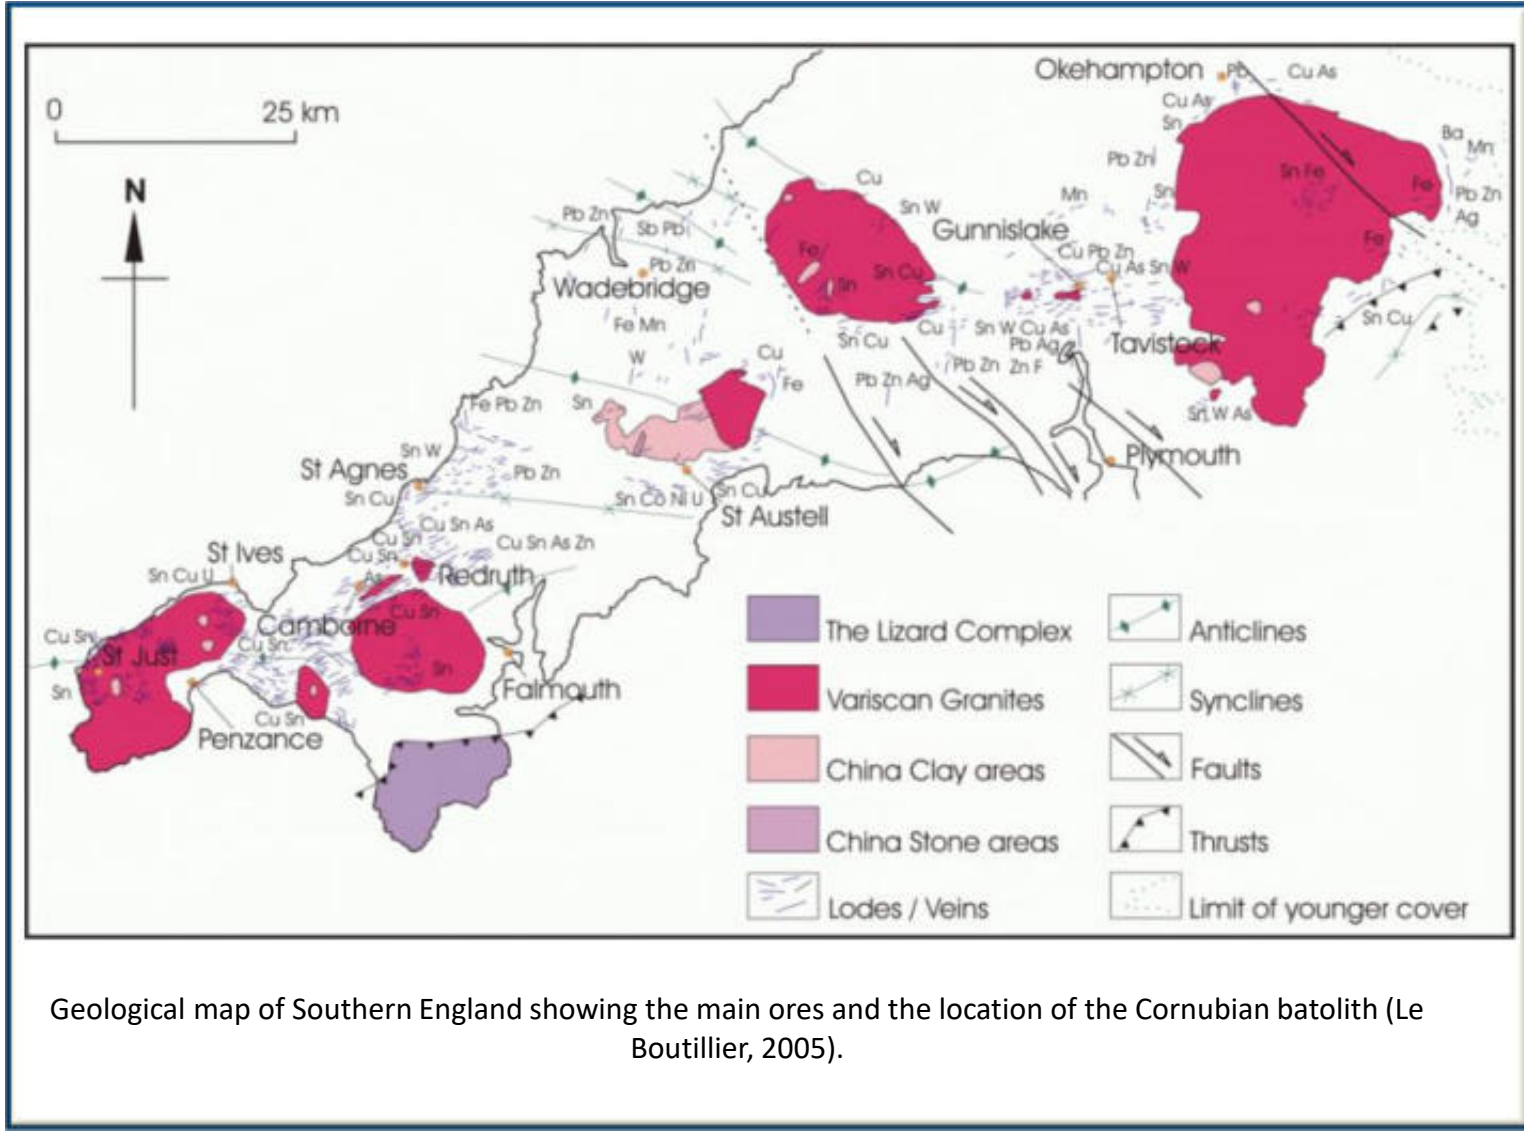 Okehampton
Pb
Cu As
0
25 km
Cu As
Sn
Ba
Mn
N
Pb Zn
Sn Fe
Fe
Cu
Sn
Pb Zn
Ag
Mn
Sn W
Pb Zn
Gunnislake
Sb Pb
Fe
Cu Pb Zn
Fe
Pb Zn
Sn Cu
Cu As Sn W
Wadebridge
Sn
Fe Mn
Cu
Sn W Cu As
Sn Cu
Sn Cu
Pb Ag
Tavistock
W
Cu
Pb Zn
Zn F
Fe
Pb Zn Ag
Fe Pb Zn
Sn
Sn W As
Sn W
St Agnes
Pb Zn
Plymouth
Sn Cu
Sn Co Ni U
Sn Cu
St Austell
Cu Sn As
Cu Sn
Cu Sn As Zn
St Ives
Cu Sn
Sn Cu U
As
Redruth
Cu Sn
Camborne
Cu Sn
Cu Sn
St Just
Sn
Sn
Falmouth
Cu Sn
Penzance
The Lizard Complex
Anticlines
Variscan Granites
Synclines
China Clay areas
Faults
China Stone areas
Thrusts
Lodes / Veins
Limit of younger cover
Geological map of Southern England showing the main ores and the location of the Cornubian batolith (Le
Boutillier, 2005).